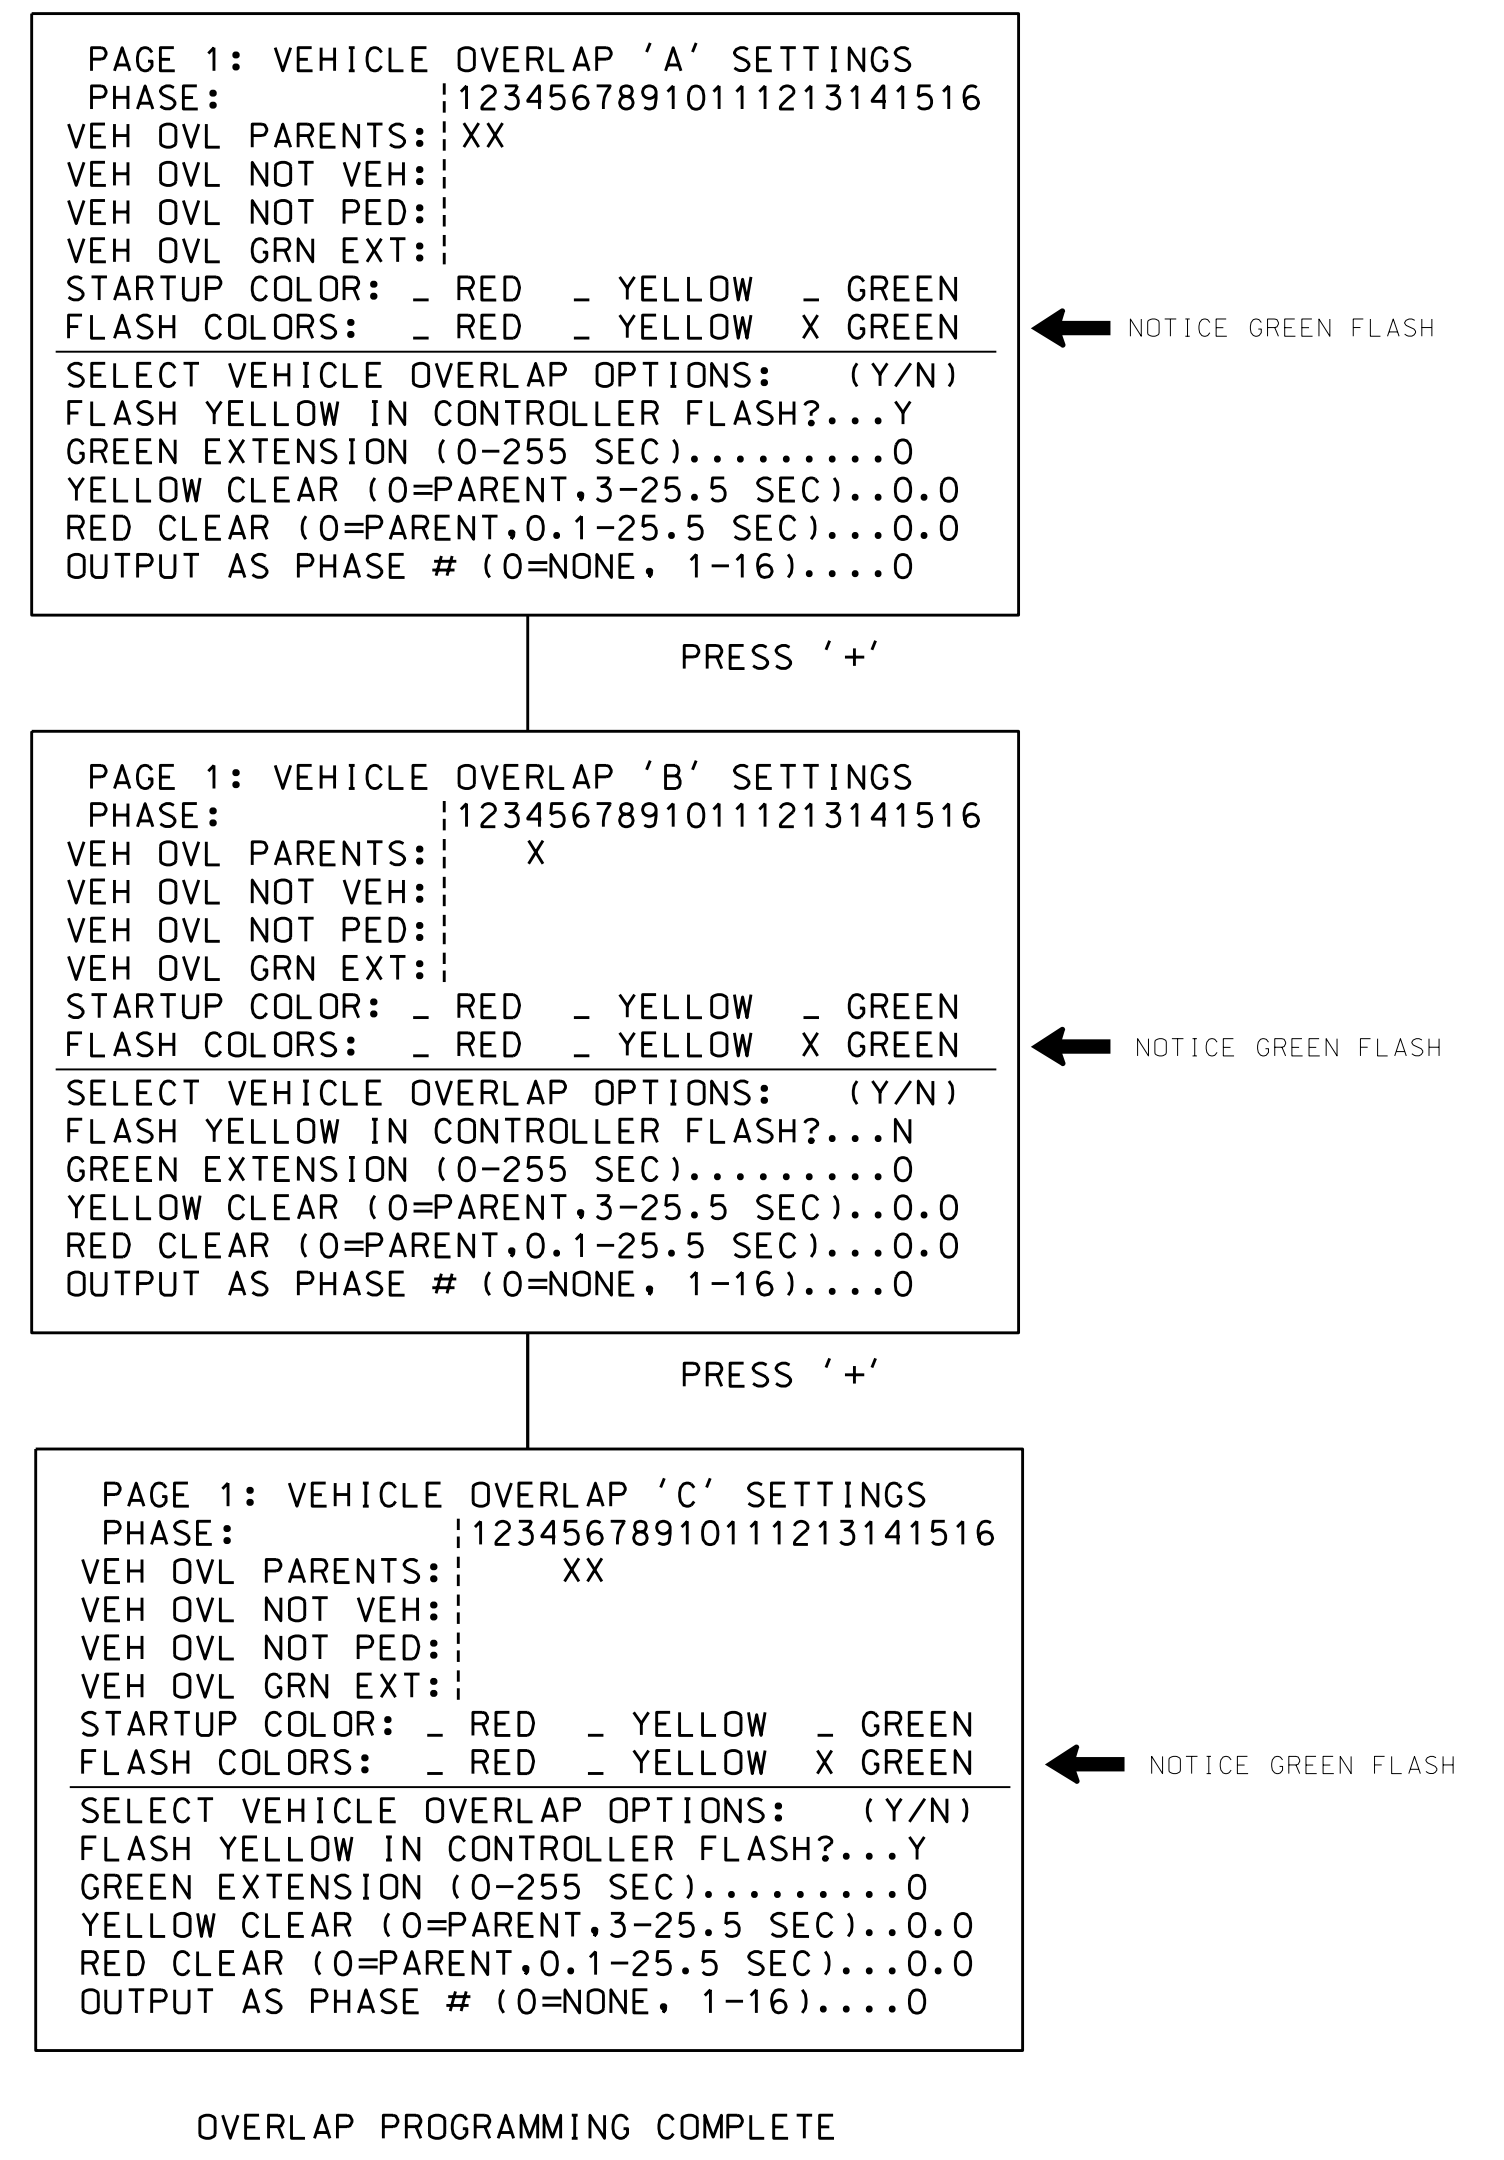 PAGE 1: VEHICLE OVERLAP 'A' SETTINGS
PHASE: ¦12345678910111213141516
VEH OVL PARENTS:¦XX
VEH OVL NOT VEH:¦
VEH OVL NOT PED:¦
VEH OVL GRN EXT:¦
STARTUP COLOR: _ RED _ YELLOW _ GREEN
FLASH COLORS: _ RED _ YELLOW X GREEN
NOTICE GREEN FLASH
SELECT VEHICLE OVERLAP OPTIONS: (Y/N)
FLASH YELLOW IN CONTROLLER FLASH?...Y
GREEN EXTENSION (0-255 SEC).........0
YELLOW CLEAR (0=PARENT,3-25.5 SEC)..0.0
RED CLEAR (0=PARENT,0.1-25.5 SEC)...0.0
OUTPUT AS PHASE # (0=NONE, 1-16)....0
PRESS '+'
PAGE 1: VEHICLE OVERLAP 'B' SETTINGS
PHASE: ¦12345678910111213141516
VEH OVL PARENTS:¦ X
VEH OVL NOT VEH:¦
VEH OVL NOT PED:¦
VEH OVL GRN EXT:¦
STARTUP COLOR: _ RED _ YELLOW _ GREEN
FLASH COLORS: _ RED _ YELLOW X GREEN
NOTICE GREEN FLASH
SELECT VEHICLE OVERLAP OPTIONS: (Y/N)
FLASH YELLOW IN CONTROLLER FLASH?...N
GREEN EXTENSION (0-255 SEC).........0
YELLOW CLEAR (0=PARENT,3-25.5 SEC)..0.0
RED CLEAR (0=PARENT,0.1-25.5 SEC)...0.0
OUTPUT AS PHASE # (0=NONE, 1-16)....0
PRESS '+'
PAGE 1: VEHICLE OVERLAP 'C' SETTINGS
PHASE: ¦12345678910111213141516
VEH OVL PARENTS:¦ XX
VEH OVL NOT VEH:¦
VEH OVL NOT PED:¦
VEH OVL GRN EXT:¦
STARTUP COLOR: _ RED _ YELLOW _ GREEN
FLASH COLORS: _ RED _ YELLOW X GREEN
NOTICE GREEN FLASH
SELECT VEHICLE OVERLAP OPTIONS: (Y/N)
FLASH YELLOW IN CONTROLLER FLASH?...Y
GREEN EXTENSION (0-255 SEC).........0
YELLOW CLEAR (0=PARENT,3-25.5 SEC)..0.0
RED CLEAR (0=PARENT,0.1-25.5 SEC)...0.0
OUTPUT AS PHASE # (0=NONE, 1-16)....0
OVERLAP PROGRAMMING COMPLETE